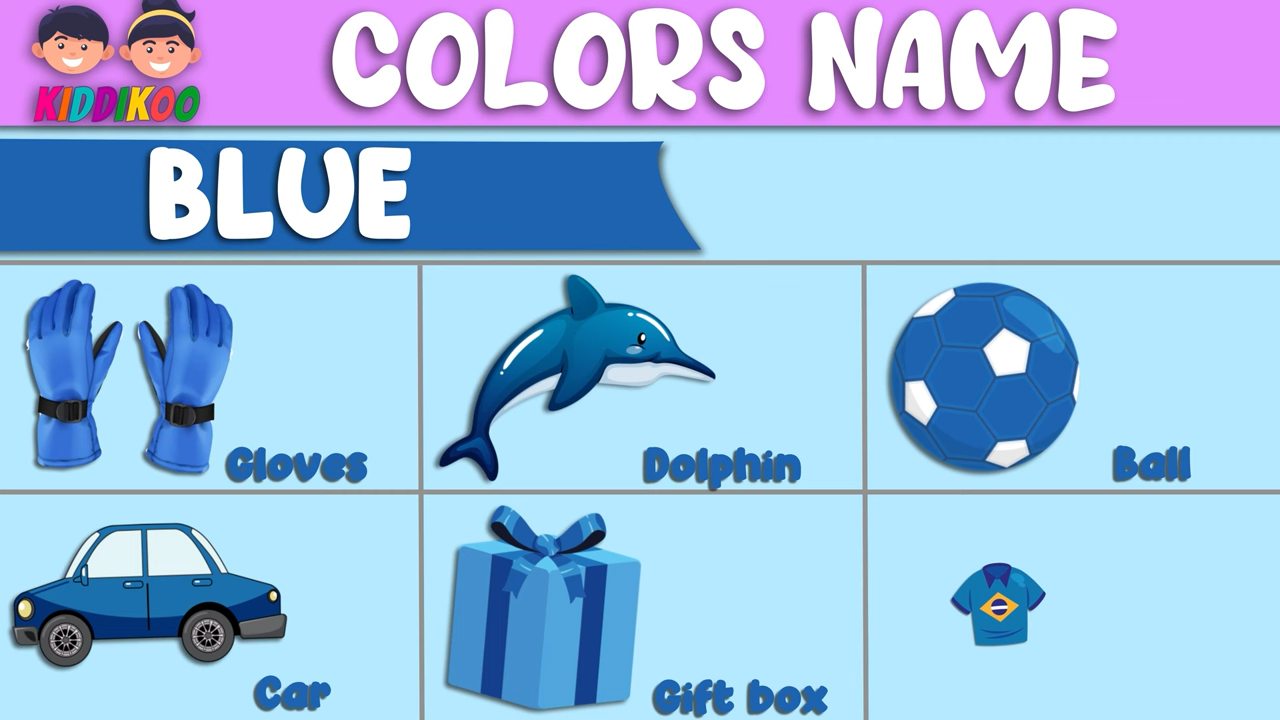 KIDDIKOO
COLORS NAME
BLUE
Gloves
Dolphin
Ball
Car
Gift box